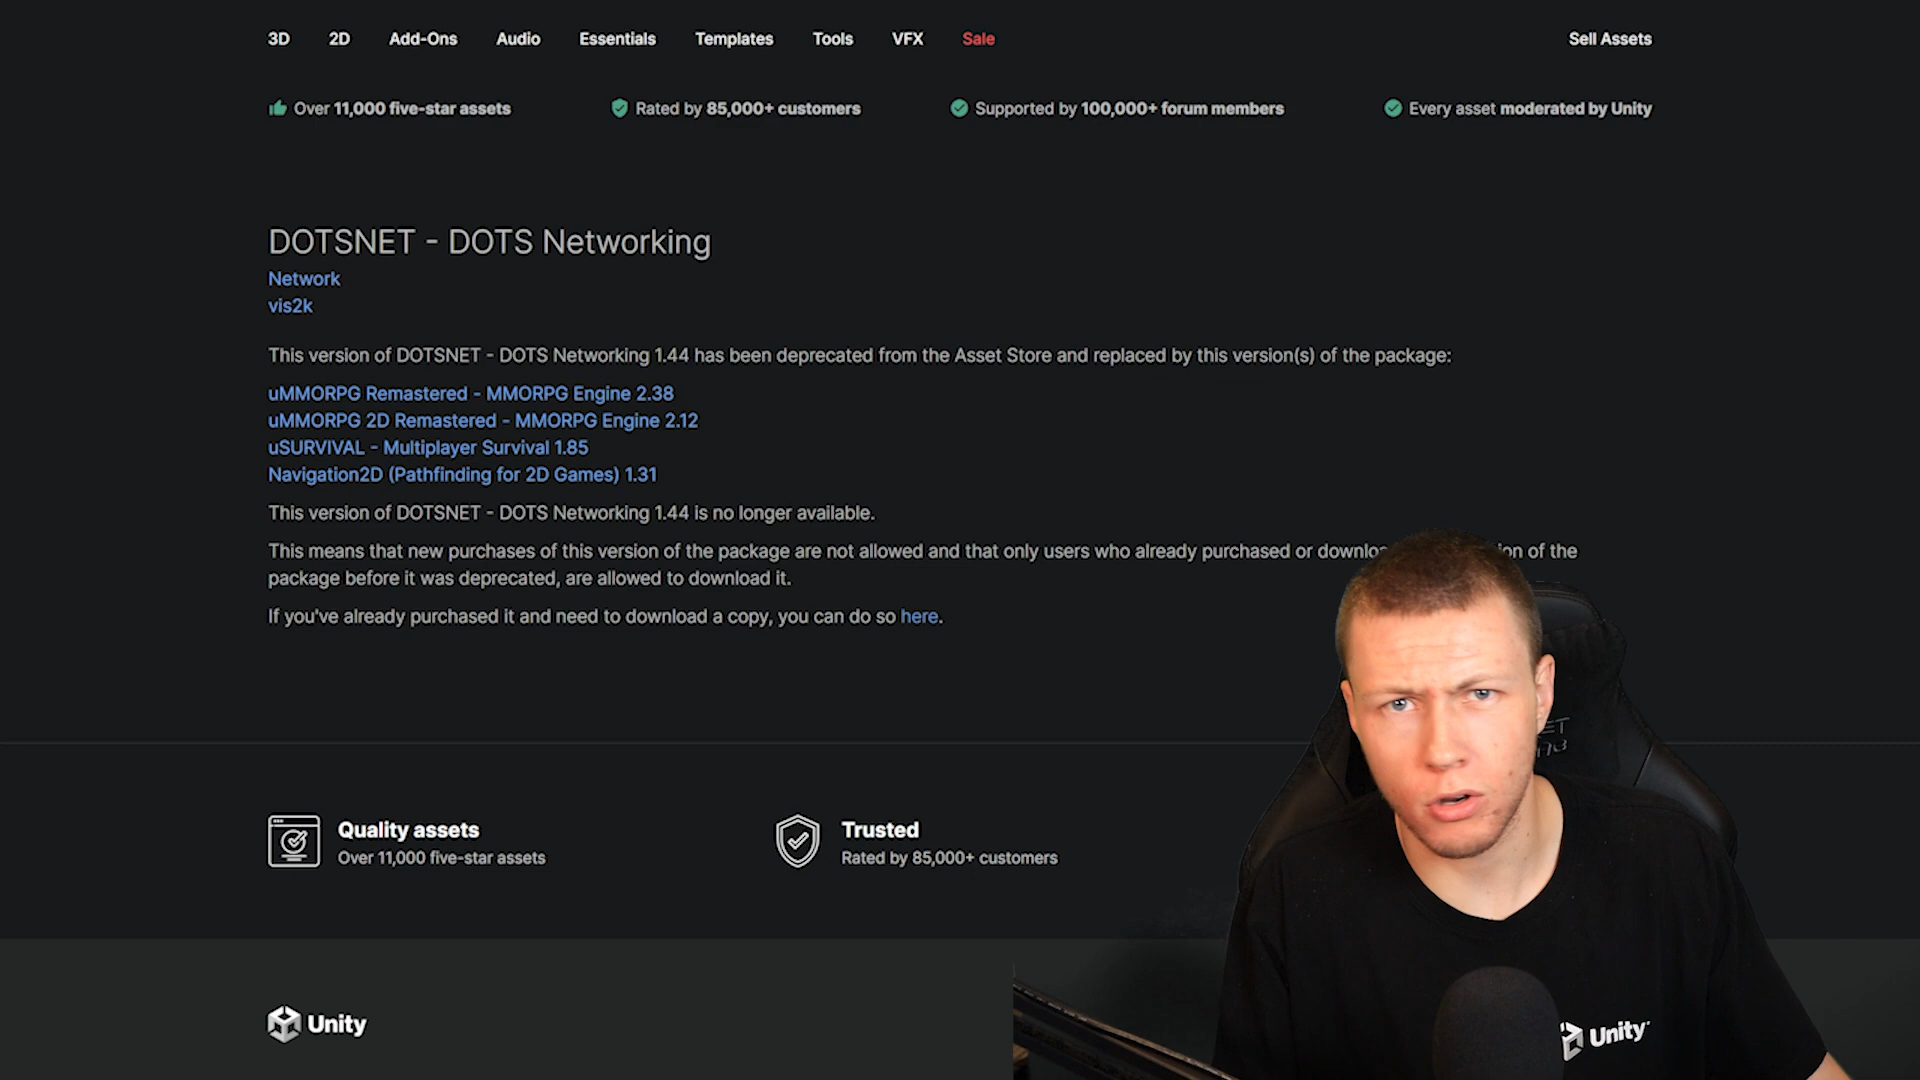 3D 2D Add-Ons Audio Essentials Templates Tools VFX Sale Sell Assets
Over 11,000 five-star assets Rated by 85,000+ customers Supported by 100,000+ forum members Every asset moderated by Unity
DOTSNET - DOTS Networking
Network
vis2k
This version of DOTSNET - DOTS Networking 1.44 has been deprecated from the Asset Store and replaced by this version(s) of the package:
uMMORPG Remastered - MMORPG Engine 2.38
uMMORPG 2D Remastered - MMORPG Engine 2.12
uSURVIVAL - Multiplayer Survival 1.85
Navigation2D (Pathfinding for 2D Games) 1.31
This version of DOTSNET - DOTS Networking 1.44 is no longer available.
This means that new purchases of this version of the package are not allowed and that only users who already purchased or of the
package before it was deprecated, are allowed to download it.
If you've already purchased it and need to download a copy, you can do so here.
Quality assets
Over 11,000 five-star assets
Trusted
Rated by 85,000+ customers
Unity
Unity